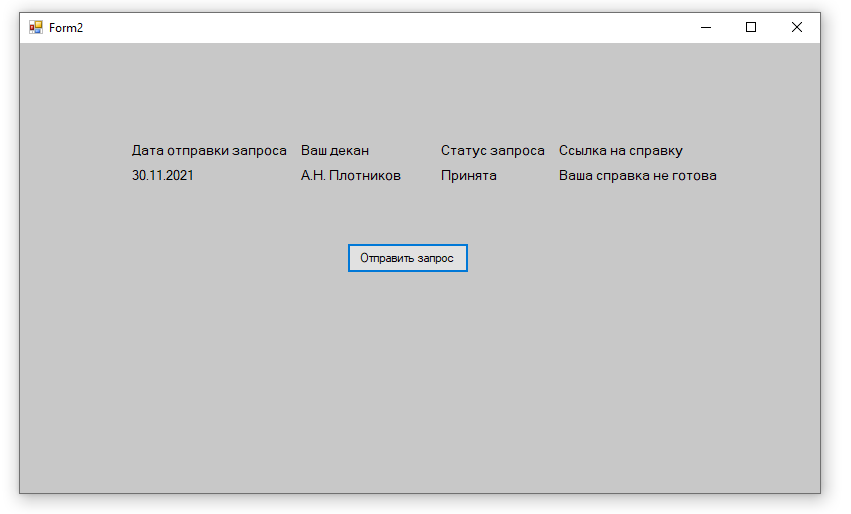 Form2
Дата отправки запроса Ваш декан Статус запроса Ссылка на справку
30.11.2021 А.Н. Плотников Принята Ваша справка не готова
Отправить запрос